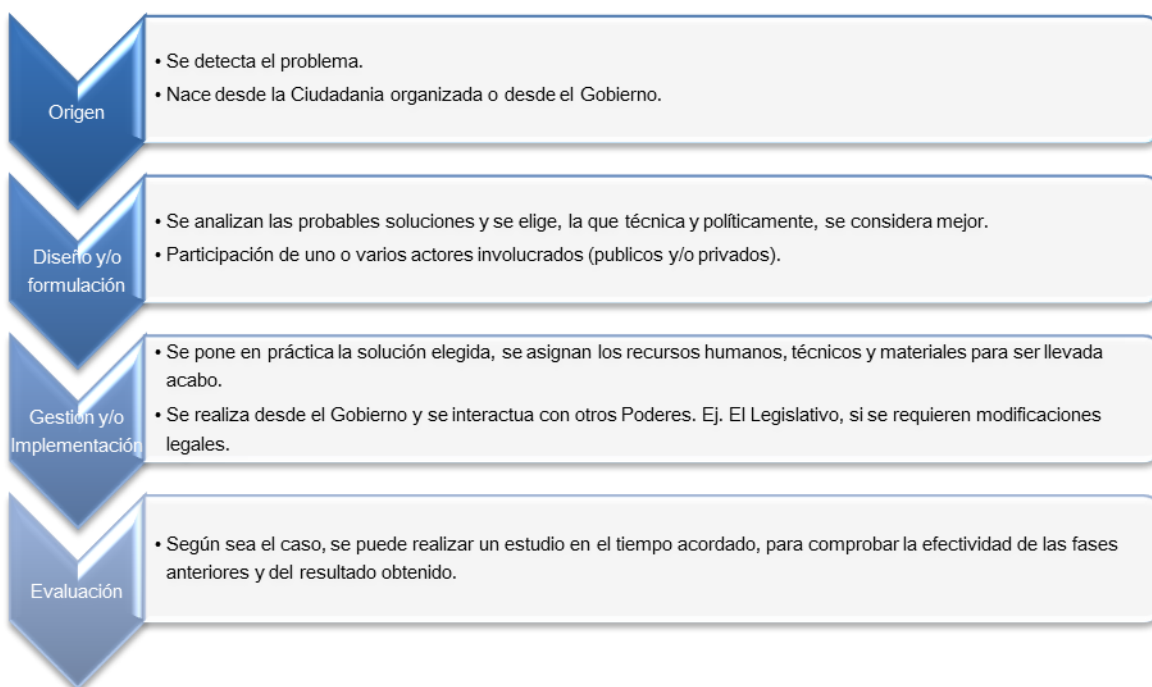 Origen
• Se detecta el problema.
• Nace desde la Ciudadania organizada o desde el Gobierno.
Diseño y/o
formulación
• Se analizan las probables soluciones y se elige, la que técnica y políticamente, se considera mejor.
• Participación de uno o varios actores involucrados (publicos y/o privados).
Gestión y/o
Implementación
• Se pone en práctica la solución elegida, se asignan los recursos humanos, técnicos y materiales para ser llevada
acabo.
• Se realiza desde el Gobierno y se interactua con otros Poderes. Ej. El Legislativo, si se requieren modificaciones
legales.
Evaluación
• Según sea el caso, se puede realizar un estudio en el tiempo acordado, para comprobar la efectividad de las fases
anteriores y del resultado obtenido.